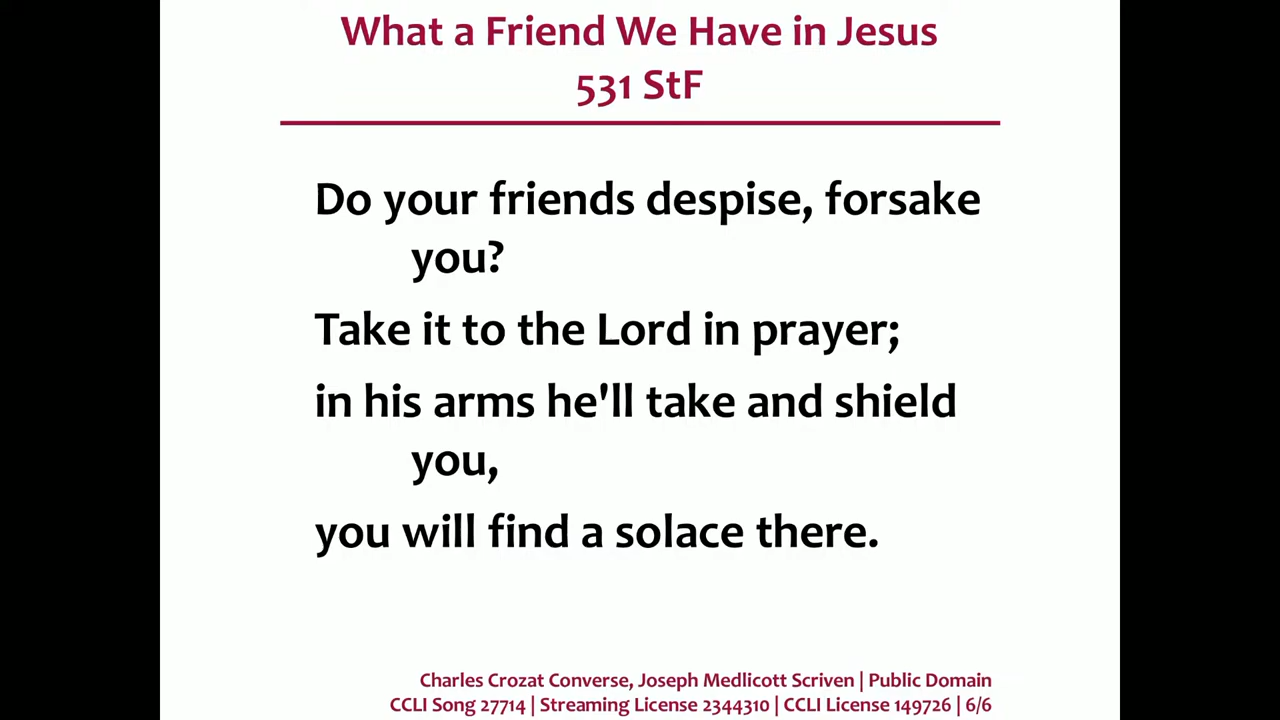 What a Friend We Have in Jesus
531 StF
Do your friends despise, forsake
you?
Take it to the Lord in prayer;
in his arms he'll take and shield
you,
you will find a solace there.
Charles Crozat Converse, Joseph Medlicott Scriven | Public Domain
CCLI Song 27714 | Streaming License 2344310 | CCLI License 149726 | 6/6